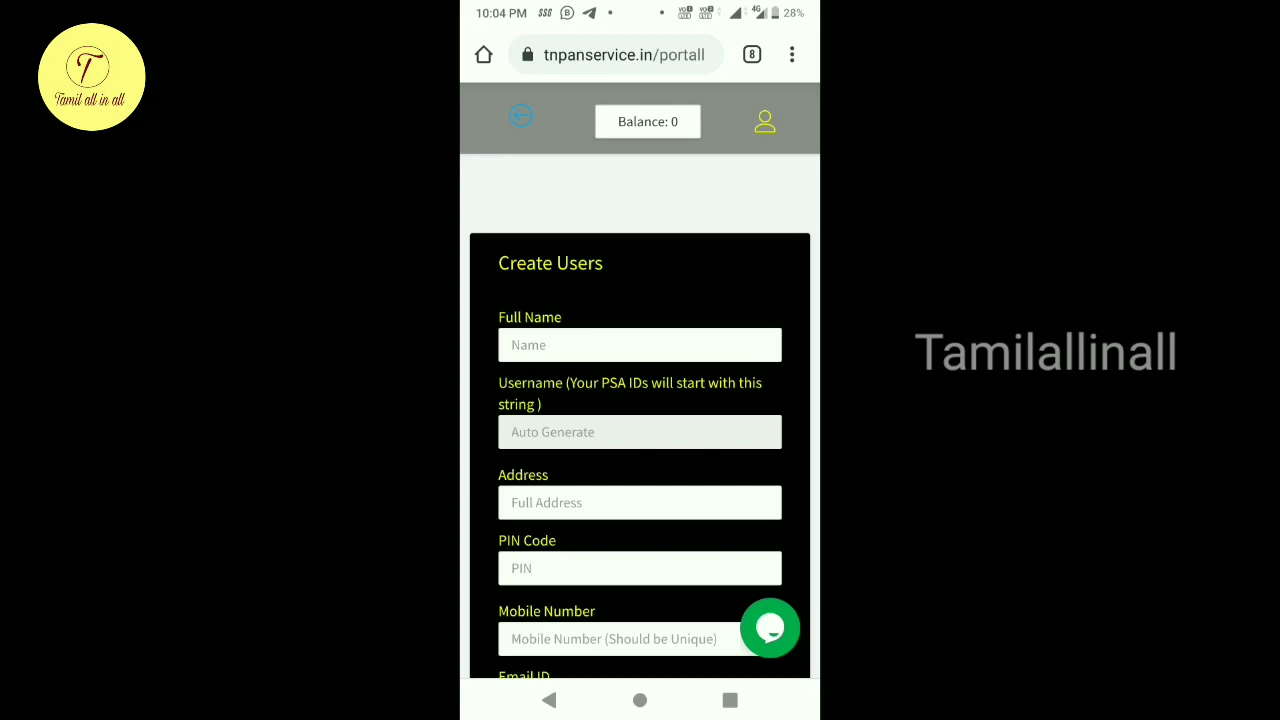 T
Tamil all in all
10:04 PM
4G
28%
tnpanservice.in/portall
8
Balance: 0
Create Users
Full Name
Name
Username (Your PSA IDs will start with this
string )
Auto Generate
Address
Full Address
PIN Code
PIN
Mobile Number
Mobile Number (Should be Unique)
Email ID
Tamilallinall